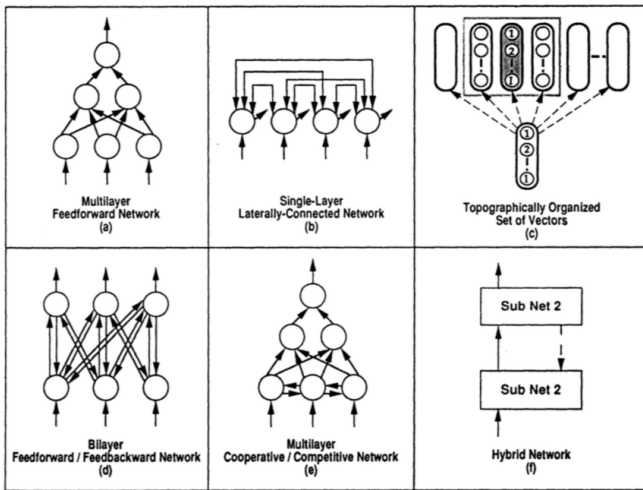 1
2
1
1
2
1
Multilayer
Feedforward Network
(a)
Single-Layer
Laterally-Connected Network
(b)
Topographically Organized
Set of Vectors
(c)
Sub Net 2
Sub Net 2
Bilayer
Feedforward / Feedbackward Network
(d)
Multilayer
Cooperative / Competitive Network
(e)
Hybrid Network
(f)